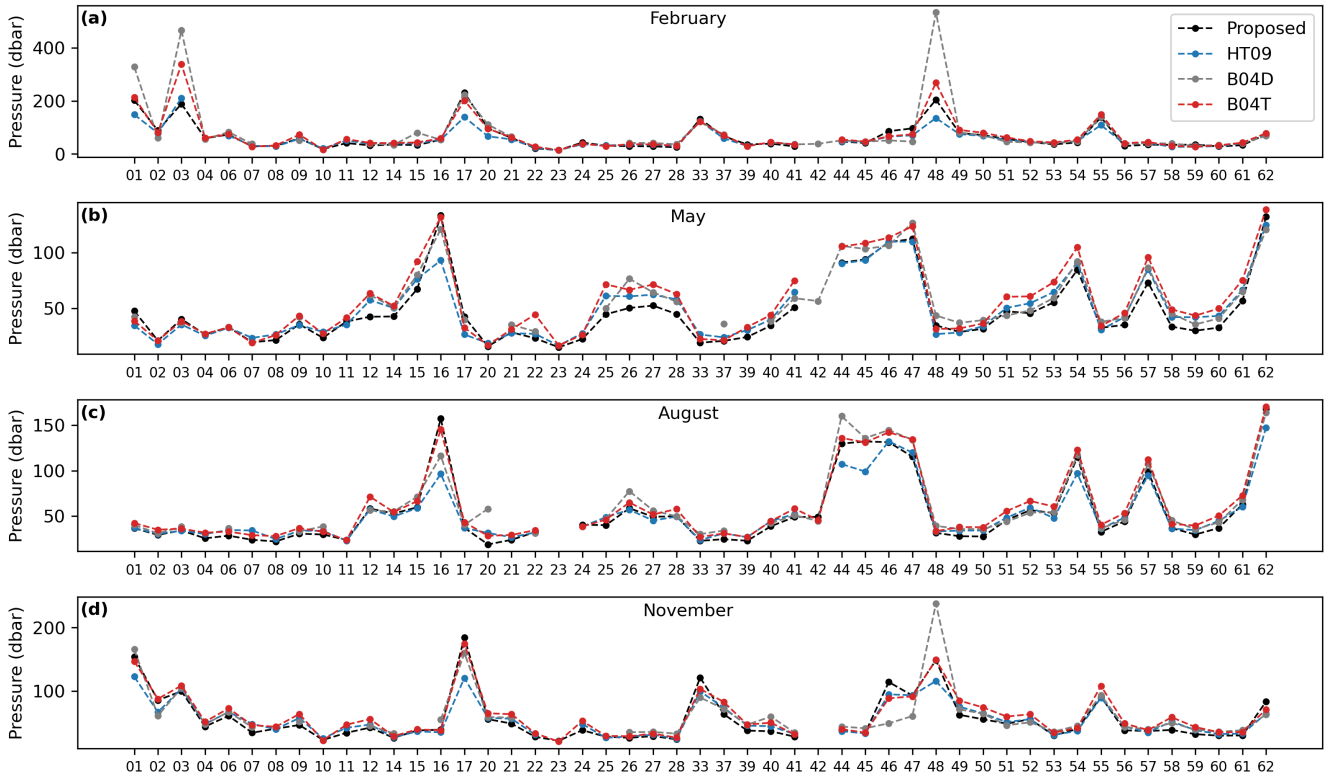 (a)
February
Pressure (dbar)
400
200
0
Proposed
HT09
B04D
B04T
01 02 03 04 06 07 08 09 10 11 12 14 15 16 17 20 21 22 23 24 25 26 27 28 33 37 39 40 41 42 44 45 46 47 48 49 50 51 52 53 54 55 56 57 58 59 60 61 62
(b)
May
Pressure (dbar)
100
50
01 02 03 04 06 07 08 09 10 11 12 14 15 16 17 20 21 22 23 24 25 26 27 28 33 37 39 40 41 42 44 45 46 47 48 49 50 51 52 53 54 55 56 57 58 59 60 61 62
(c)
August
Pressure (dbar)
150
100
50
01 02 03 04 06 07 08 09 10 11 12 14 15 16 17 20 21 22 23 24 25 26 27 28 33 37 39 40 41 42 44 45 46 47 48 49 50 51 52 53 54 55 56 57 58 59 60 61 62
(d)
November
Pressure (dbar)
200
100
01 02 03 04 06 07 08 09 10 11 12 14 15 16 17 20 21 22 23 24 25 26 27 28 33 37 39 40 41 42 44 45 46 47 48 49 50 51 52 53 54 55 56 57 58 59 60 61 62